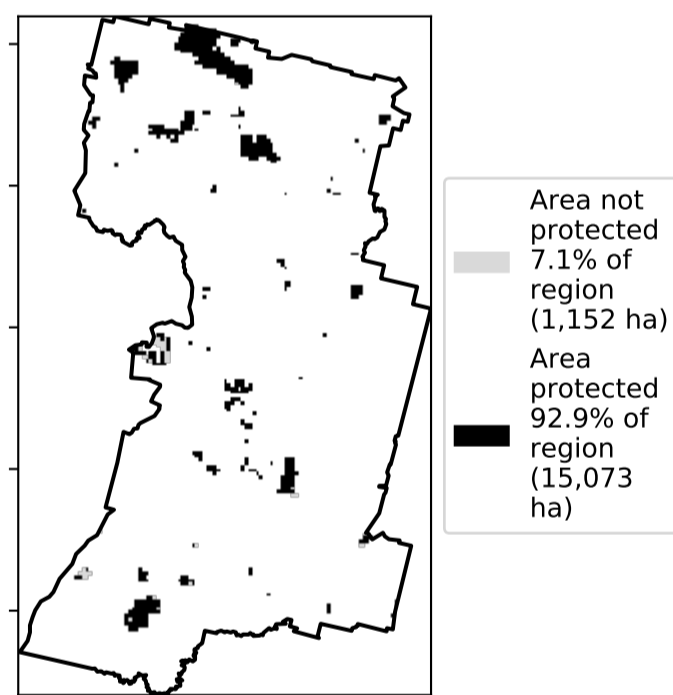 Area not
protected
7.1% of
region
(1,152 ha)
Area
protected
92.9% of
region
(15,073
ha)